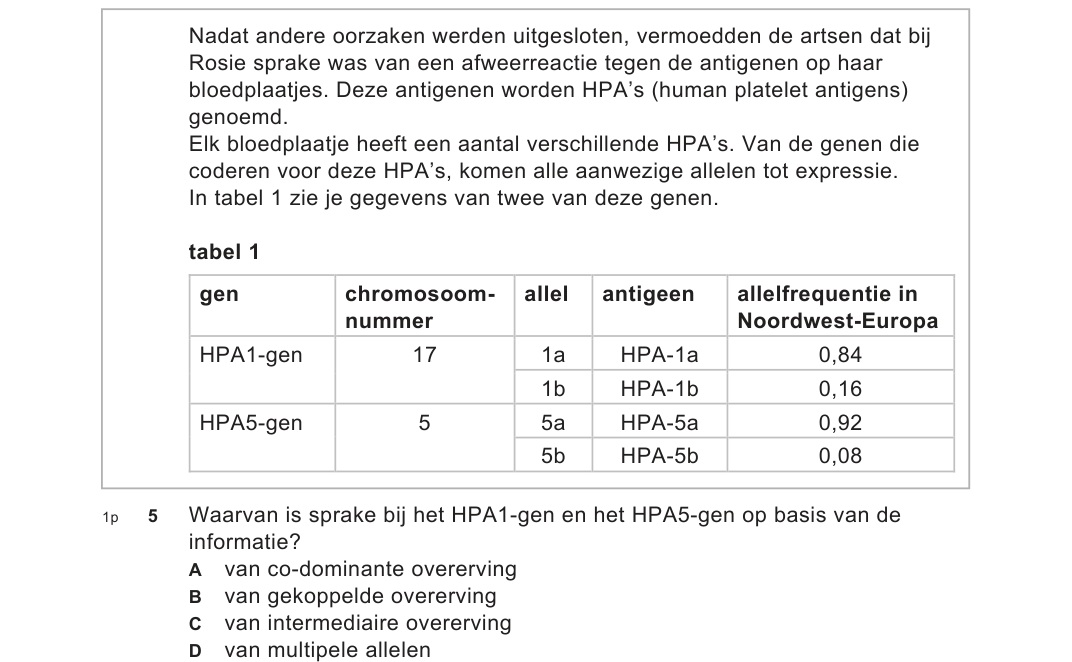 Nadat andere oorzaken werden uitgesloten, vermoedden de artsen dat bij
Rosie sprake was van een afweerreactie tegen de antigenen op haar
bloedplaatjes. Deze antigenen worden HPA's (human platelet antigens)
genoemd.
Elk bloedplaatje heeft een aantal verschillende HPA's. Van de genen die
coderen voor deze HPA's, komen alle aanwezige allelen tot expressie.
In tabel 1 zie je gegevens van twee van deze genen.
tabel 1
gen chromosoom- allel antigeen allelfrequentie in
nummer Noordwest-Europa
HPA1-gen 17 1a HPA-1a 0,84
1b HPA-1b 0,16
HPA5-gen 5 5a HPA-5a 0,92
5b HPA-5b 0,08
1p 5 Waarvan is sprake bij het HPA1-gen en het HPA5-gen op basis van de
informatie?
A van co-dominante overerving
B van gekoppelde overerving
C van intermediaire overerving
D van multipele allelen